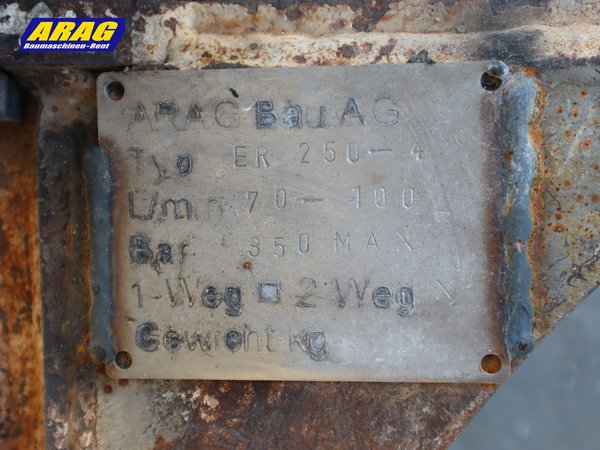 ARAG
Baumaschinen-Rent
ARAG Bau AG
Typ ER 250-4
L/min 70-100
Bar 350 MAX
1-Weg 2-Weg X
Gewicht kg